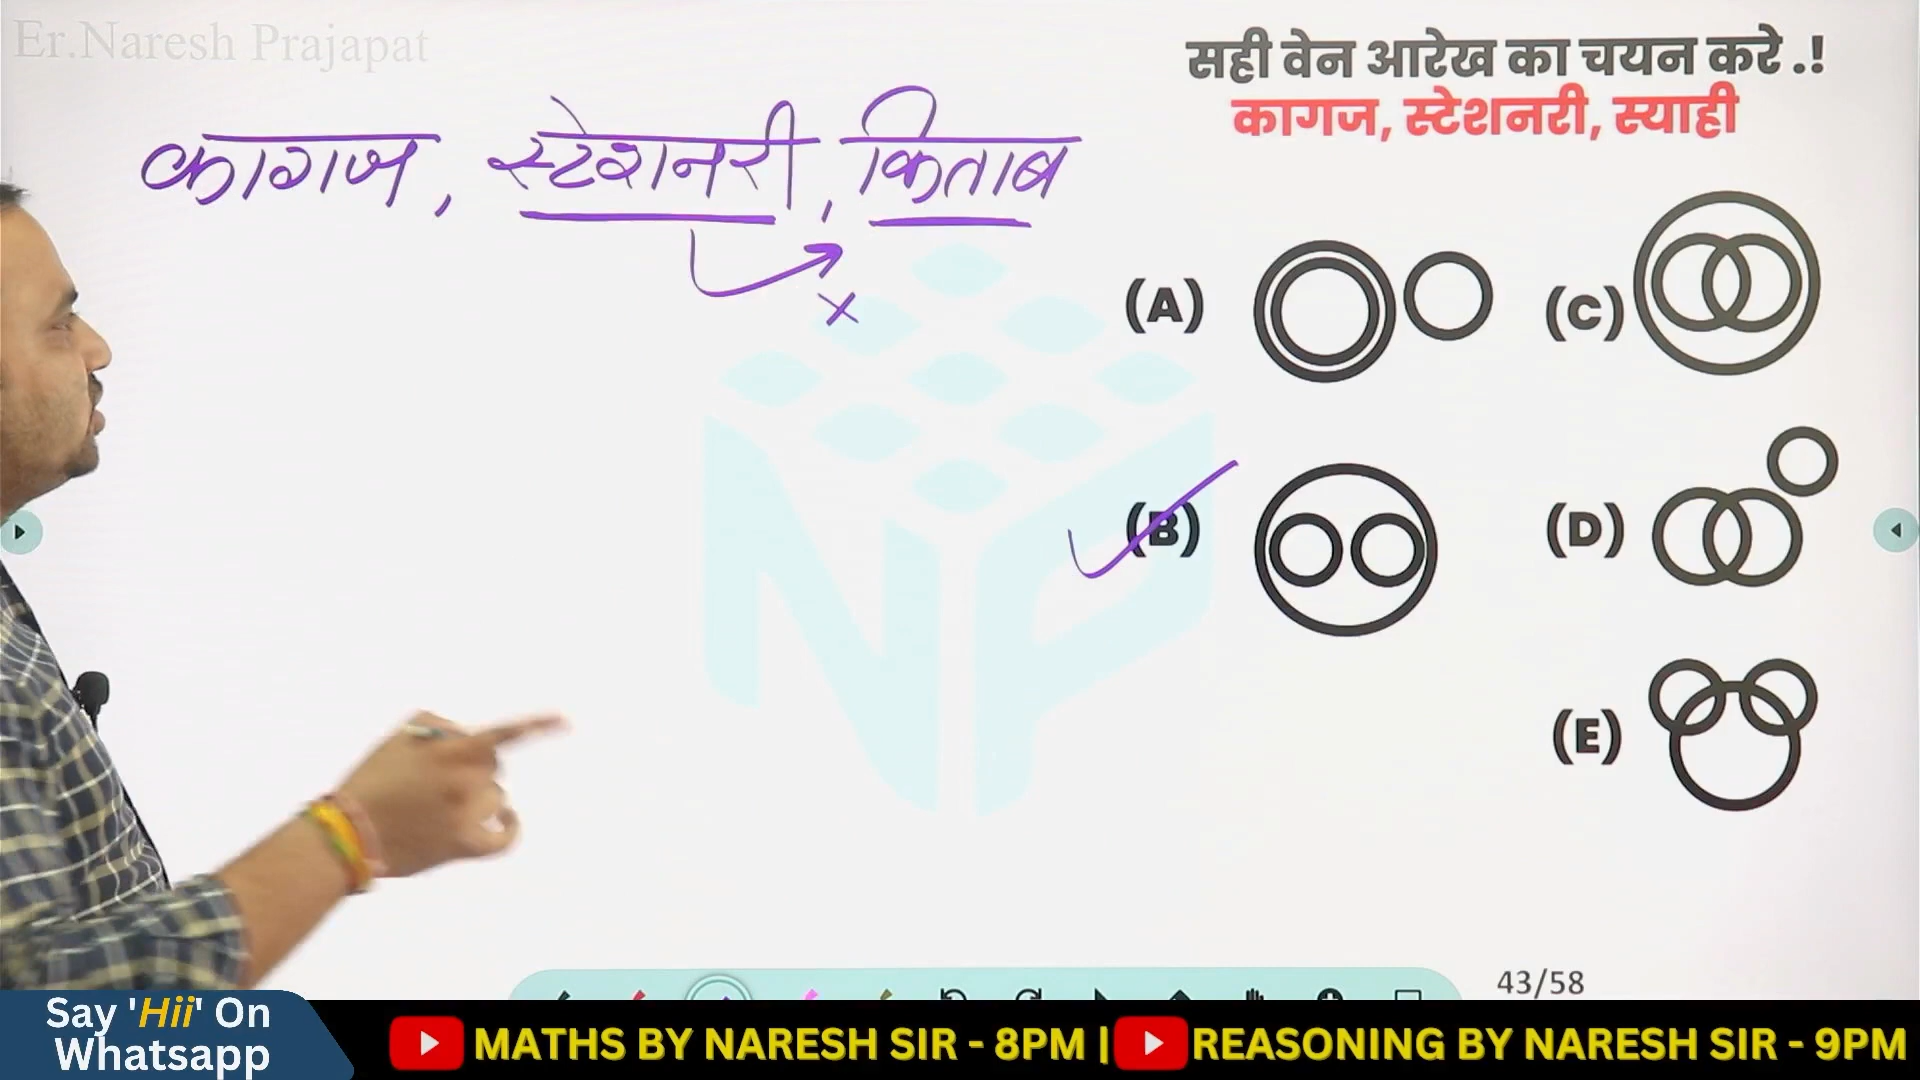 Er.Naresh Prajapat
सही वेन आरेख का चयन करे .!
कागज, स्टेशनरी, स्याही
कागज, स्टेशनरी, किताब
x
(A)
(C)
(B)
(D)
(E)
43/58
Say 'Hii' On
Whatsapp
MATHS BY NARESH SIR - 8PM | REASONING BY NARESH SIR - 9PM